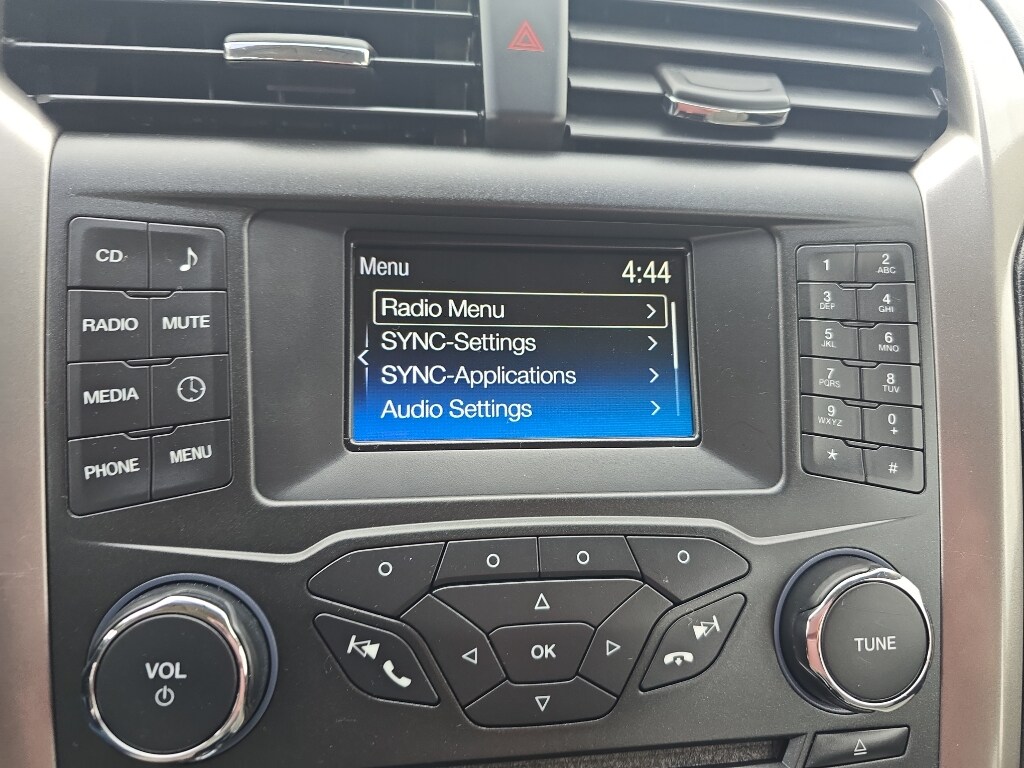 Menu 4:44
Radio Menu >
SYNC-Settings >
< SYNC-Applications >
Audio Settings >
CD
RADIO MUTE
MEDIA
PHONE MENU
1 2 ABC
3 DEF 4 GHI
5 JKL 6 MNO
7 PQRS 8 TUV
9 WXYZ 0 +
* #
OK
VOL
TUNE